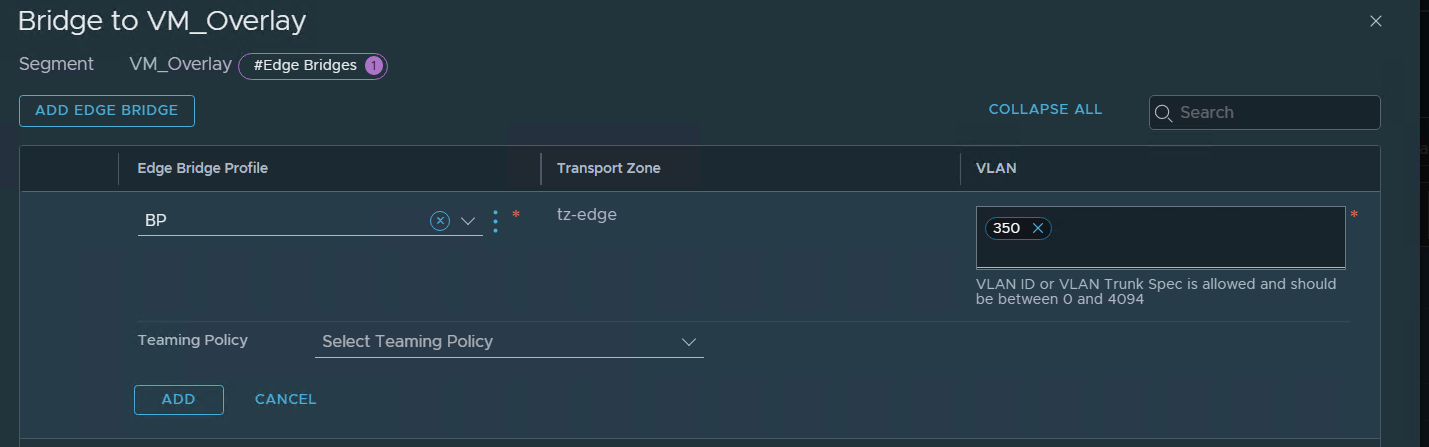 Bridge to VM_Overlay
Segment VM_Overlay #Edge Bridges 1
ADD EDGE BRIDGE COLLAPSE ALL Search
Edge Bridge Profile Transport Zone VLAN
BP * tz-edge 350 *
VLAN ID or VLAN Trunk Spec is allowed and should
be between 0 and 4094
Teaming Policy Select Teaming Policy
ADD CANCEL